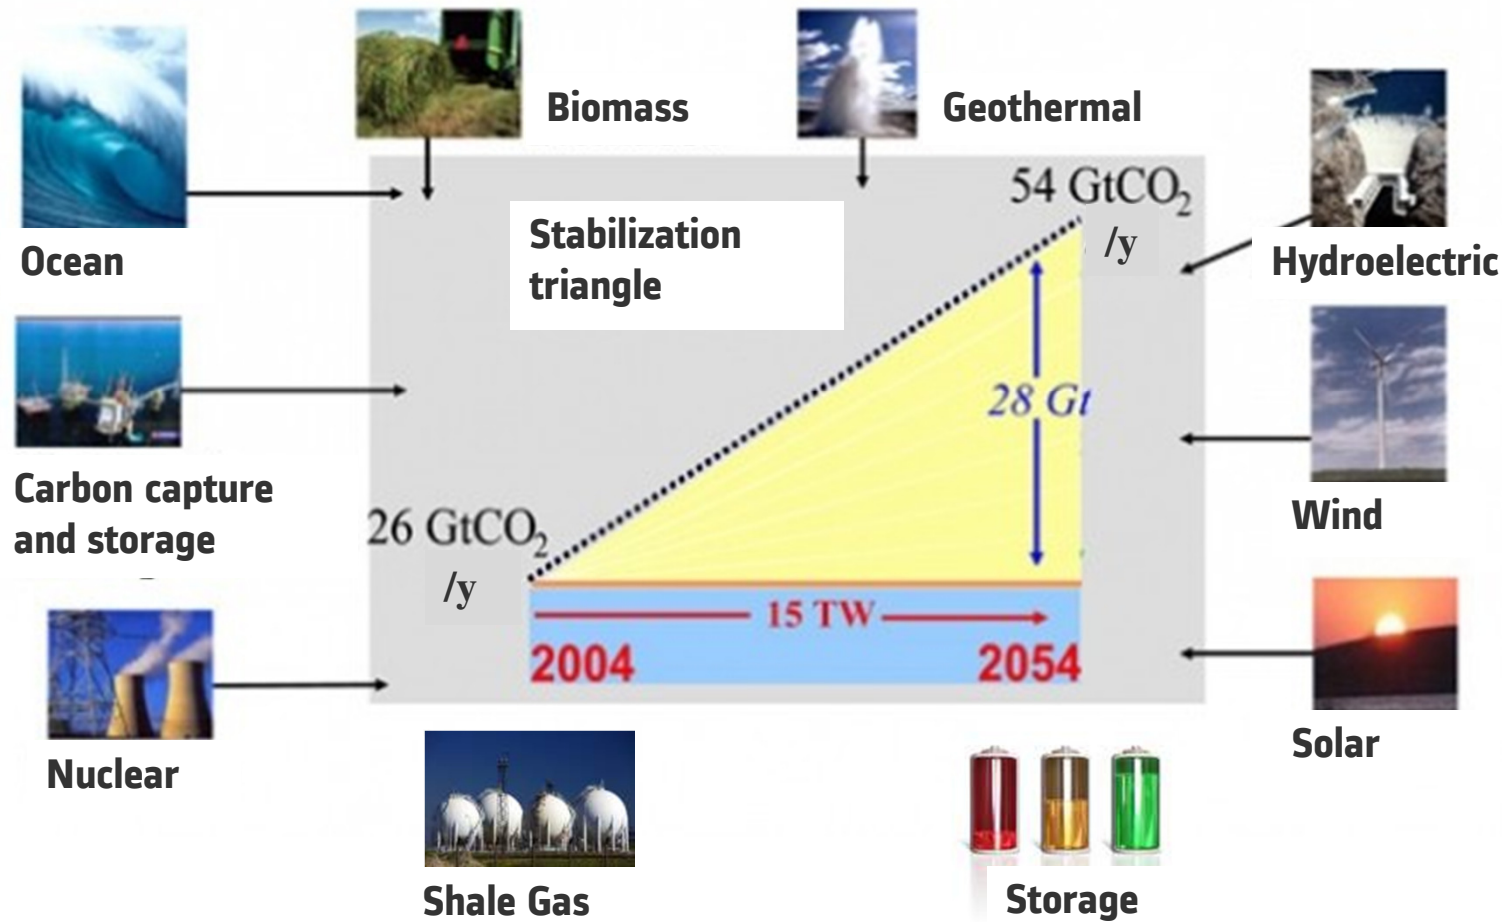 Biomass
Geothermal
54 GtCO₂
/y
Stabilization
triangle
Ocean
Hydroelectric
28 Gt
Carbon capture
and storage
26 GtCO₂
/y
Wind
15 TW
2004
2054
Nuclear
Solar
Shale Gas
Storage